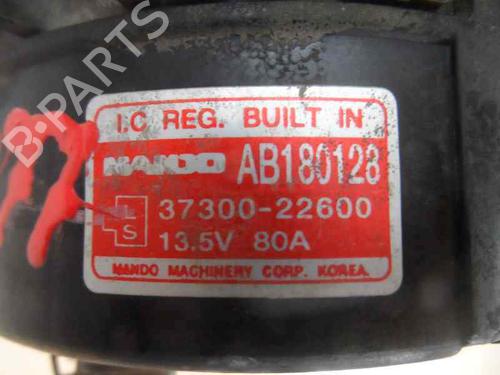 B-PARTS
I.C REG. BUILT IN
MANDO AB180128
L
S
37300-22600
13.5V 80A
MANDO MACHINERY CORP. KOREA.